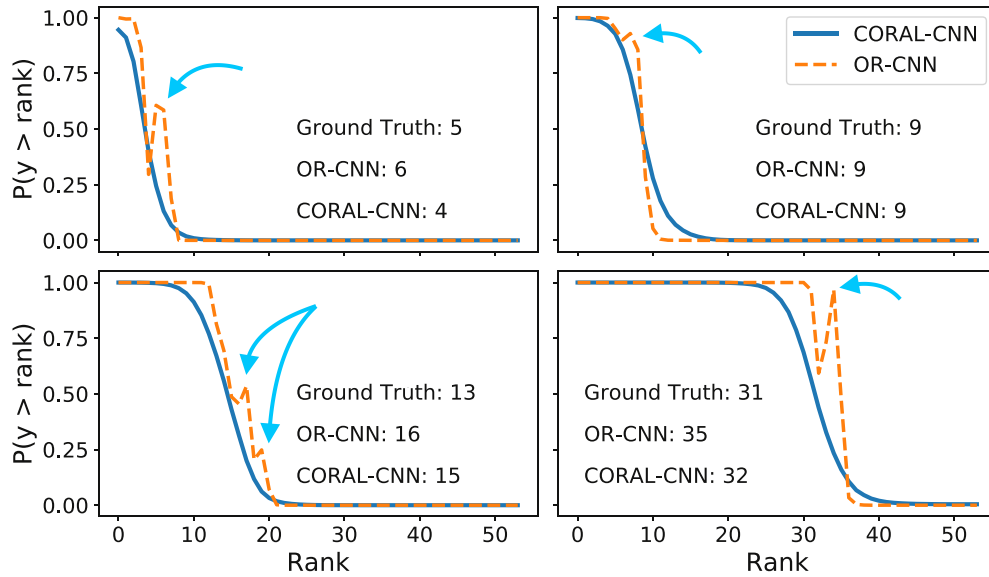 1.00
0.75
0.50
0.25
0.00
P(y > rank)
Ground Truth: 5
OR-CNN: 6
CORAL-CNN: 4
CORAL-CNN
OR-CNN
Ground Truth: 9
OR-CNN: 9
CORAL-CNN: 9
1.00
0.75
0.50
0.25
0.00
P(y > rank)
Ground Truth: 13
OR-CNN: 16
CORAL-CNN: 15
0 10 20 30 40 50
Rank
Ground Truth: 31
OR-CNN: 35
CORAL-CNN: 32
0 10 20 30 40 50
Rank